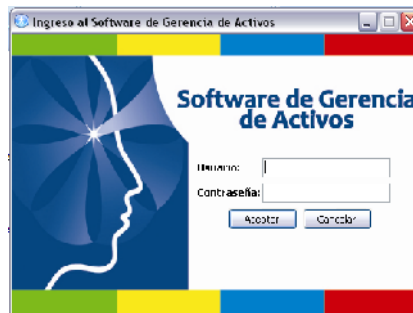 Ingreso al Software de Gerencia de Activos
Software de Gerencia
de Activos
Usuario:
Contraseña:
Aceptar
Cancelar